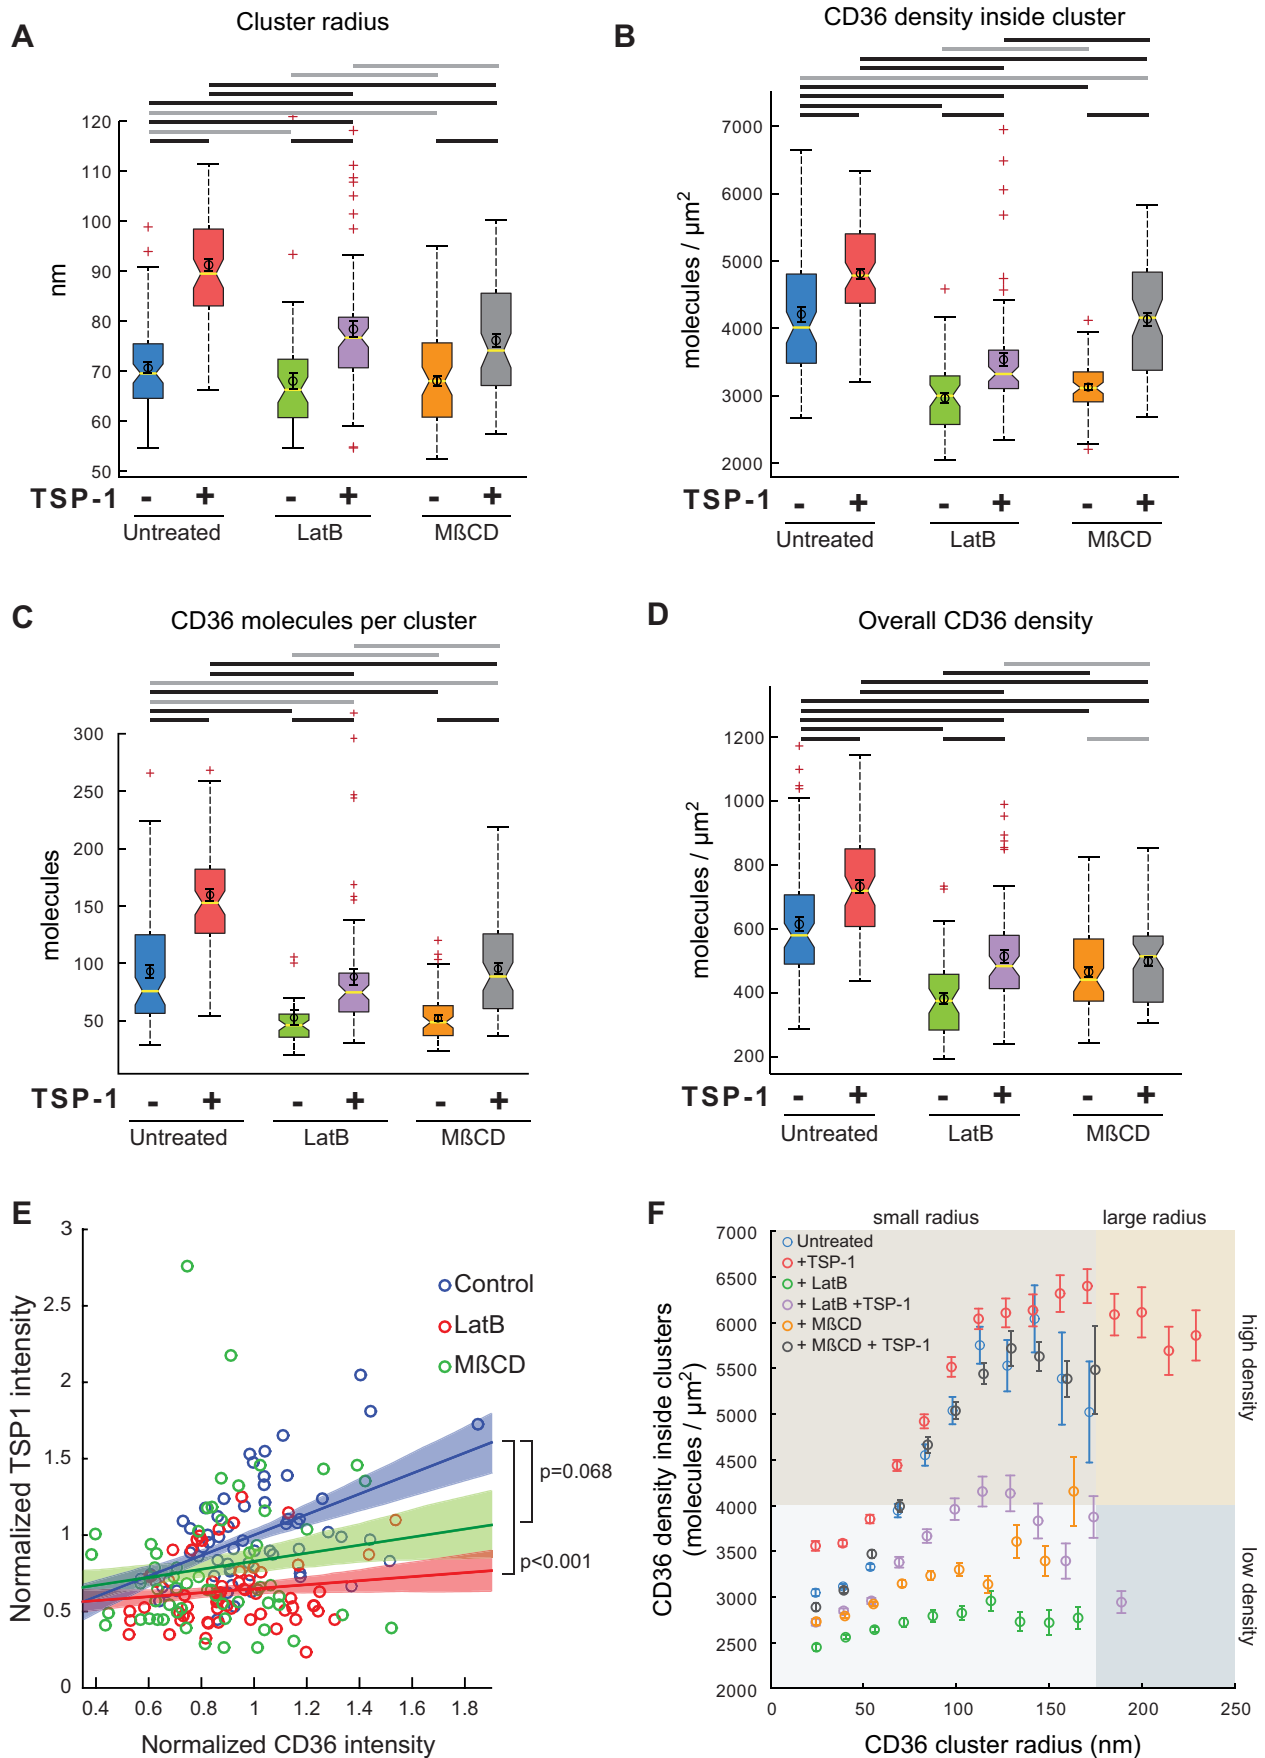 A
Cluster radius
120
110
100
90
80
70
60
50
nm
TSP-1
- + - + - +
Untreated LatB MßCD
B
CD36 density inside cluster
7000
6000
5000
4000
3000
2000
molecules / µm²
TSP-1
- + - + - +
Untreated LatB MßCD
C
CD36 molecules per cluster
300
250
200
150
100
50
molecules
TSP-1
- + - + - +
Untreated LatB MßCD
D
Overall CD36 density
1200
1000
800
600
400
200
molecules / µm²
TSP-1
- + - + - +
Untreated LatB MßCD
E
3
2.5
2
1.5
1
0.5
0
Normalized TSP1 intensity
Control
LatB
MßCD
p=0.068
p<0.001
0.4 0.6 0.8 1 1.2 1.4 1.6 1.8
Normalized CD36 intensity
F
small radius large radius
7000
6500
6000
5500
5000
4500
4000
3500
3000
2500
2000
CD36 density inside clusters
(molecules / µm²)
Untreated
+TSP-1
+ LatB
+ LatB +TSP-1
+ MßCD
+ MßCD + TSP-1
high density
low density
0 50 100 150 200 250
CD36 cluster radius (nm)